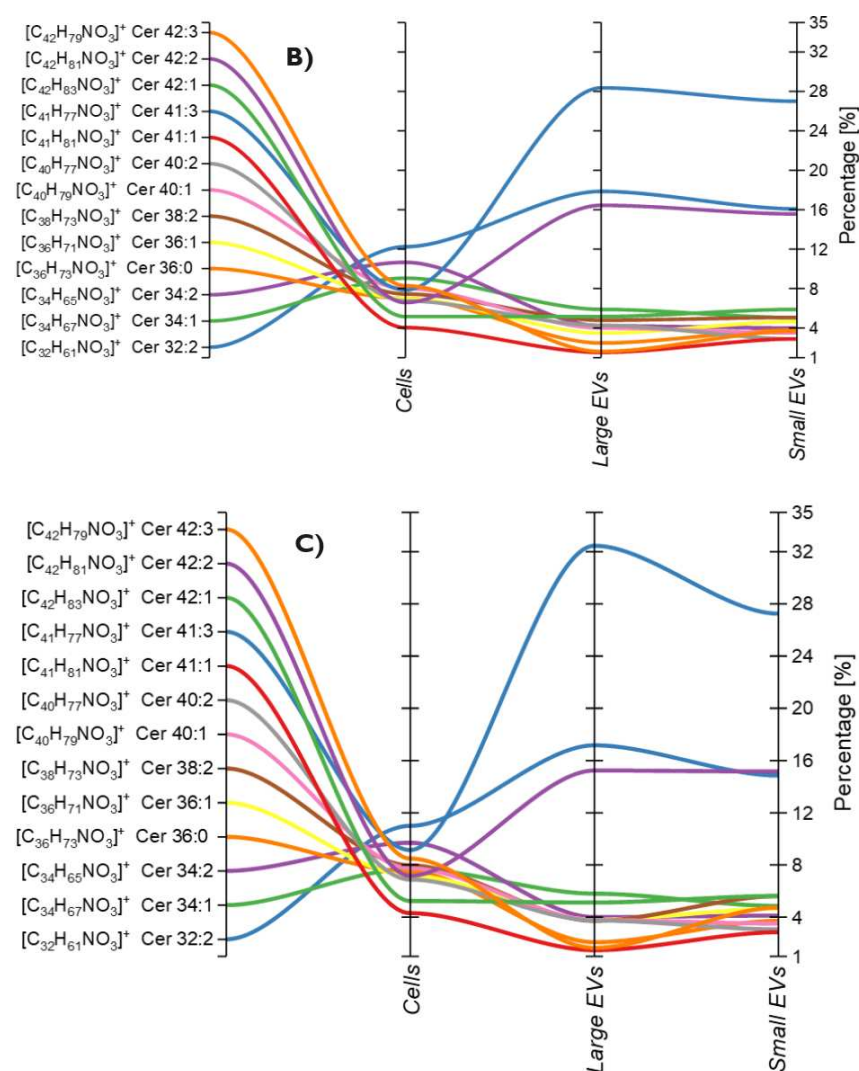 B)
[C₄₂H₇₉NO₃]⁺ Cer 42:3
[C₄₂H₈₁NO₃]⁺ Cer 42:2
[C₄₂H₈₃NO₃]⁺ Cer 42:1
[C₄₁H₇₇NO₃]⁺ Cer 41:3
[C₄₁H₈₁NO₃]⁺ Cer 41:1
[C₄₀H₇₇NO₃]⁺ Cer 40:2
[C₄₀H₇₉NO₃]⁺ Cer 40:1
[C₃₈H₇₃NO₃]⁺ Cer 38:2
[C₃₆H₇₁NO₃]⁺ Cer 36:1
[C₃₆H₇₃NO₃]⁺ Cer 36:0
[C₃₄H₆₅NO₃]⁺ Cer 34:2
[C₃₄H₆₇NO₃]⁺ Cer 34:1
[C₃₂H₆₁NO₃]⁺ Cer 32:2
Cells
Large EVs
Small EVs
35
32
28
24
20
16
12
8
4
1
Percentage [%]
C)
[C₄₂H₇₉NO₃]⁺ Cer 42:3
[C₄₂H₈₁NO₃]⁺ Cer 42:2
[C₄₂H₈₃NO₃]⁺ Cer 42:1
[C₄₁H₇₇NO₃]⁺ Cer 41:3
[C₄₁H₈₁NO₃]⁺ Cer 41:1
[C₄₀H₇₇NO₃]⁺ Cer 40:2
[C₄₀H₇₉NO₃]⁺ Cer 40:1
[C₃₈H₇₃NO₃]⁺ Cer 38:2
[C₃₆H₇₁NO₃]⁺ Cer 36:1
[C₃₆H₇₃NO₃]⁺ Cer 36:0
[C₃₄H₆₅NO₃]⁺ Cer 34:2
[C₃₄H₆₇NO₃]⁺ Cer 34:1
[C₃₂H₆₁NO₃]⁺ Cer 32:2
Cells
Large EVs
Small EVs
35
32
28
24
20
16
12
8
4
1
Percentage [%]